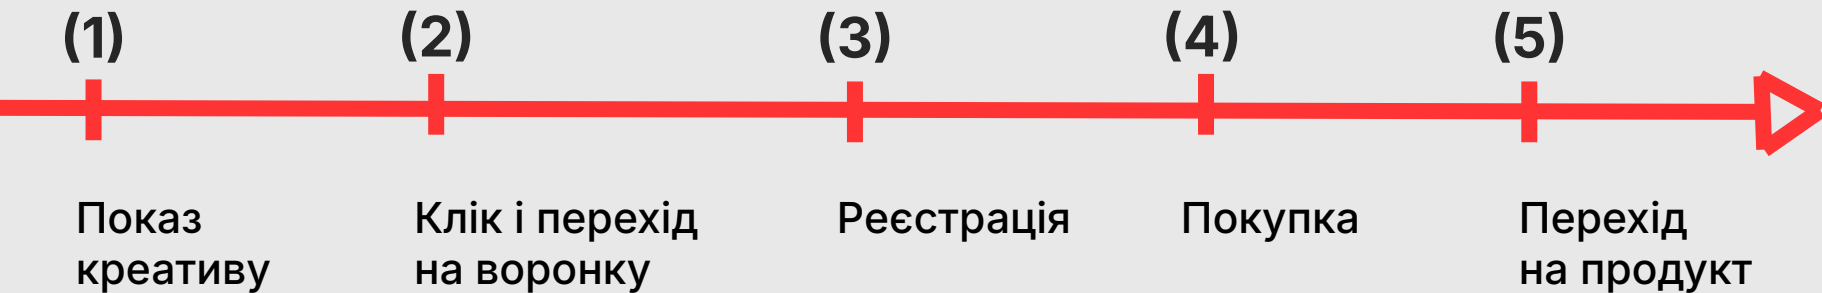 (1)
(2)
(3)
(4)
(5)
Показ
креативу
Клік і перехід
на воронку
Реєстрація
Покупка
Перехід
на продукт